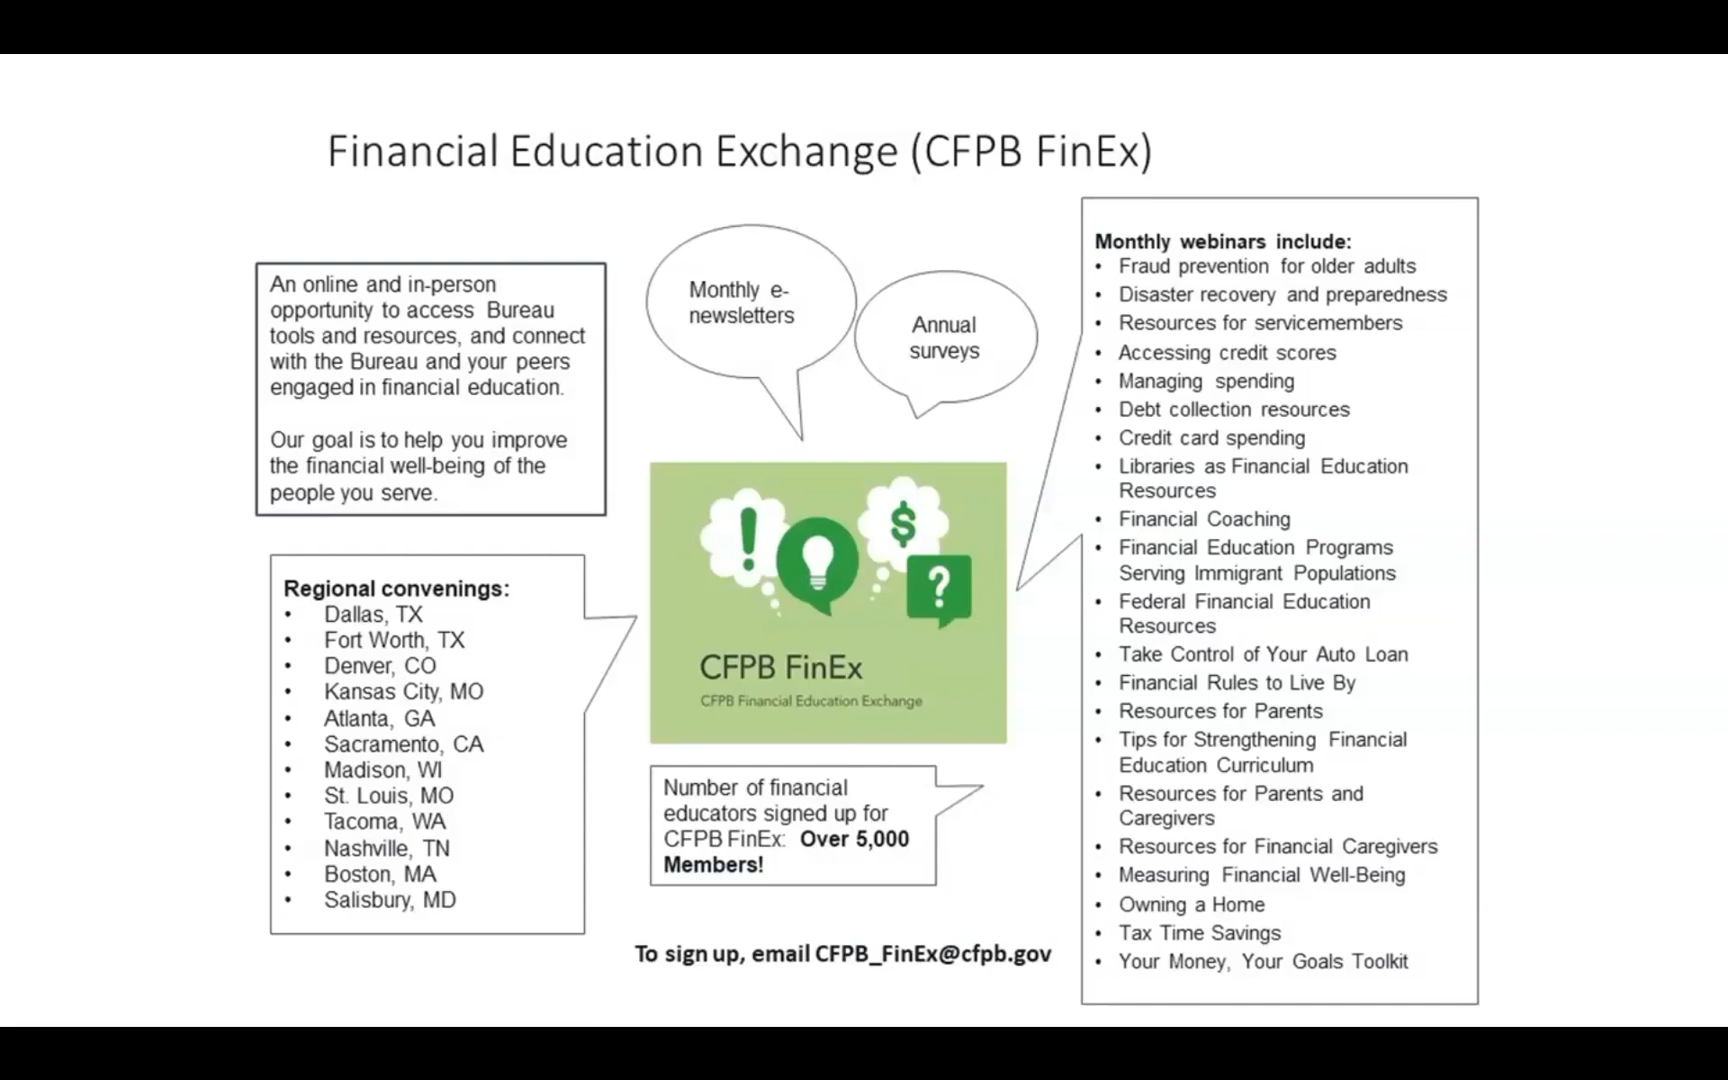 Financial Education Exchange (CFPB FinEx)
An online and in-person
opportunity to access Bureau
tools and resources, and connect
with the Bureau and your peers
engaged in financial education.
Our goal is to help you improve
the financial well-being of the
people you serve.
Regional convenings:
• Dallas, TX
• Fort Worth, TX
• Denver, CO
• Kansas City, MO
• Atlanta, GA
• Sacramento, CA
• Madison, WI
• St. Louis, MO
• Tacoma, WA
• Nashville, TN
• Boston, MA
• Salisbury, MD
Monthly e-
newsletters
Annual
surveys
!
$
?
CFPB FinEx
CFPB Financial Education Exchange
Number of financial
educators signed up for
CFPB FinEx: Over 5,000
Members!
To sign up, email CFPB_FinEx@cfpb.gov
Monthly webinars include:
• Fraud prevention for older adults
• Disaster recovery and preparedness
• Resources for servicemembers
• Accessing credit scores
• Managing spending
• Debt collection resources
• Credit card spending
• Libraries as Financial Education
Resources
• Financial Coaching
• Financial Education Programs
Serving Immigrant Populations
• Federal Financial Education
Resources
• Take Control of Your Auto Loan
• Financial Rules to Live By
• Resources for Parents
• Tips for Strengthening Financial
Education Curriculum
• Resources for Parents and
Caregivers
• Resources for Financial Caregivers
• Measuring Financial Well-Being
• Owning a Home
• Tax Time Savings
• Your Money, Your Goals Toolkit